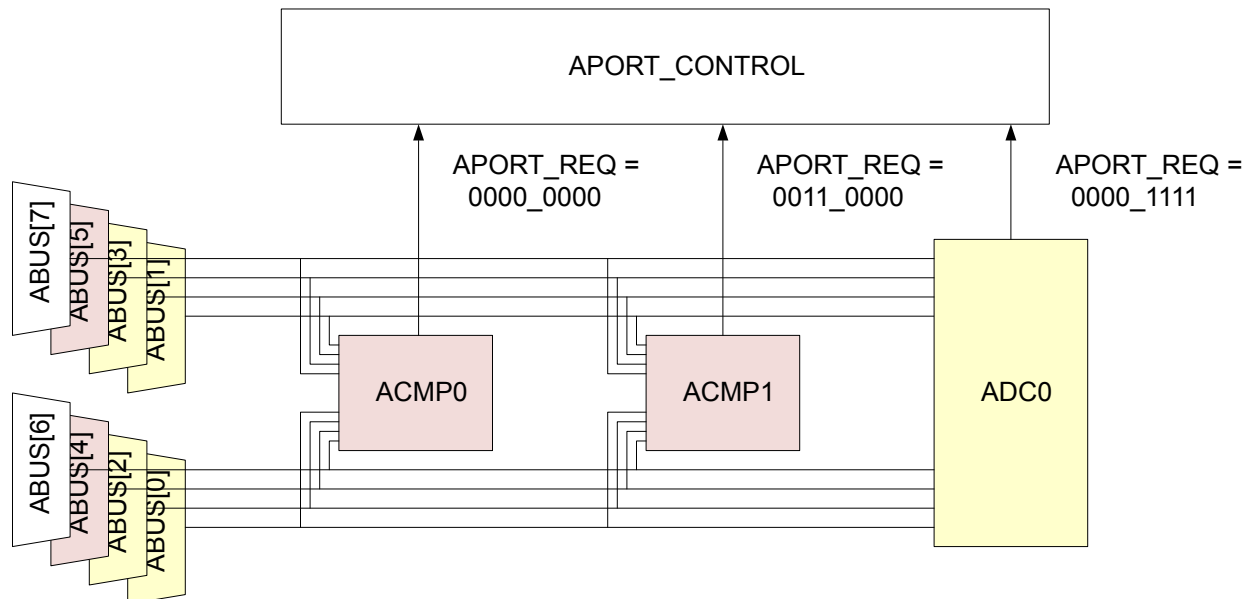 APORT_CONTROL
APORT_REQ =
0000_0000
APORT_REQ =
0011_0000
APORT_REQ =
0000_1111
ABUS[7]
ABUS[5]
ABUS[3]
ABUS[1]
ACMP0
ACMP1
ADC0
ABUS[6]
ABUS[4]
ABUS[2]
ABUS[0]